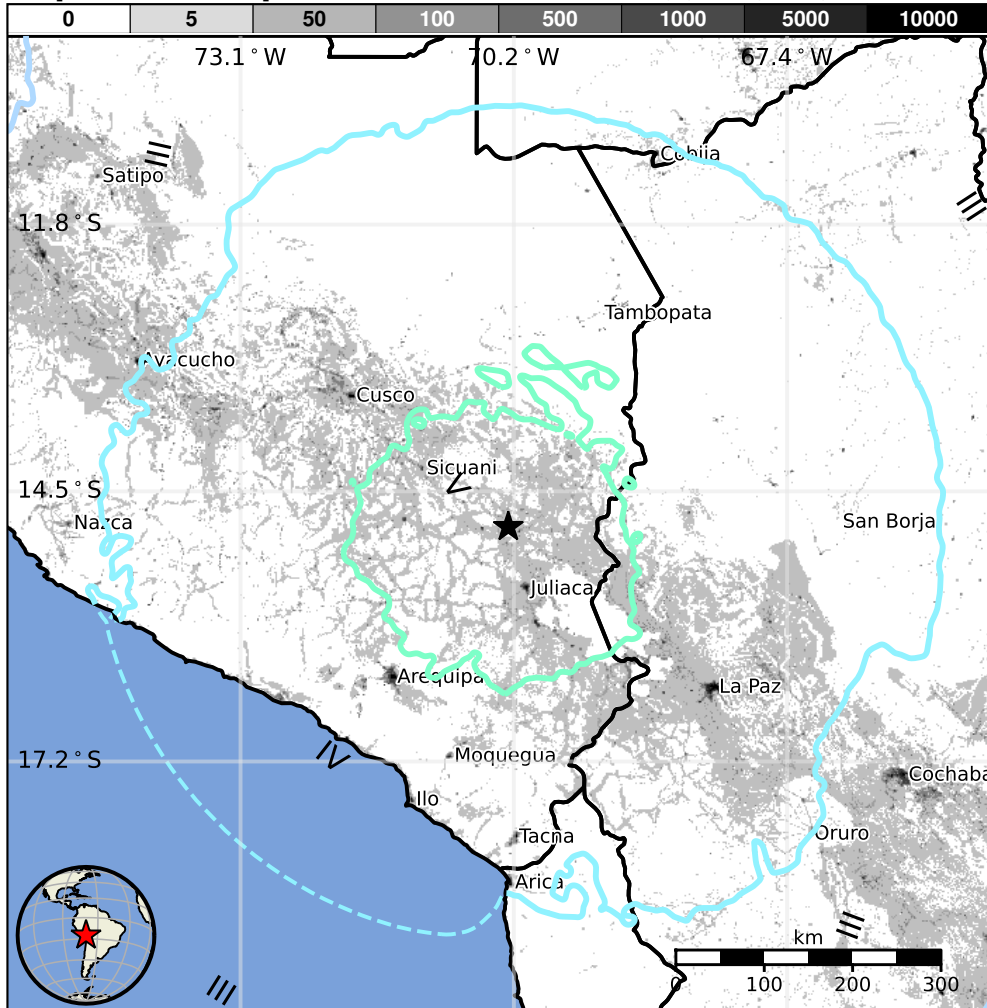 0 5 50 100 500 1000 5000 10000
73.1°W 70.2°W 67.4°W
Cobija
III
Satipo
III
11.8°S
Tambopata
Ayacucho
Cusco
Sicuani
V
14.5°S
Nazca
San Borja
Juliaca
Arequipa
La Paz
IV
Moquegua
17.2°S
Cochaba
Ilo
Tacna
Oruro
Arica
III
km
0 100 200 300
III